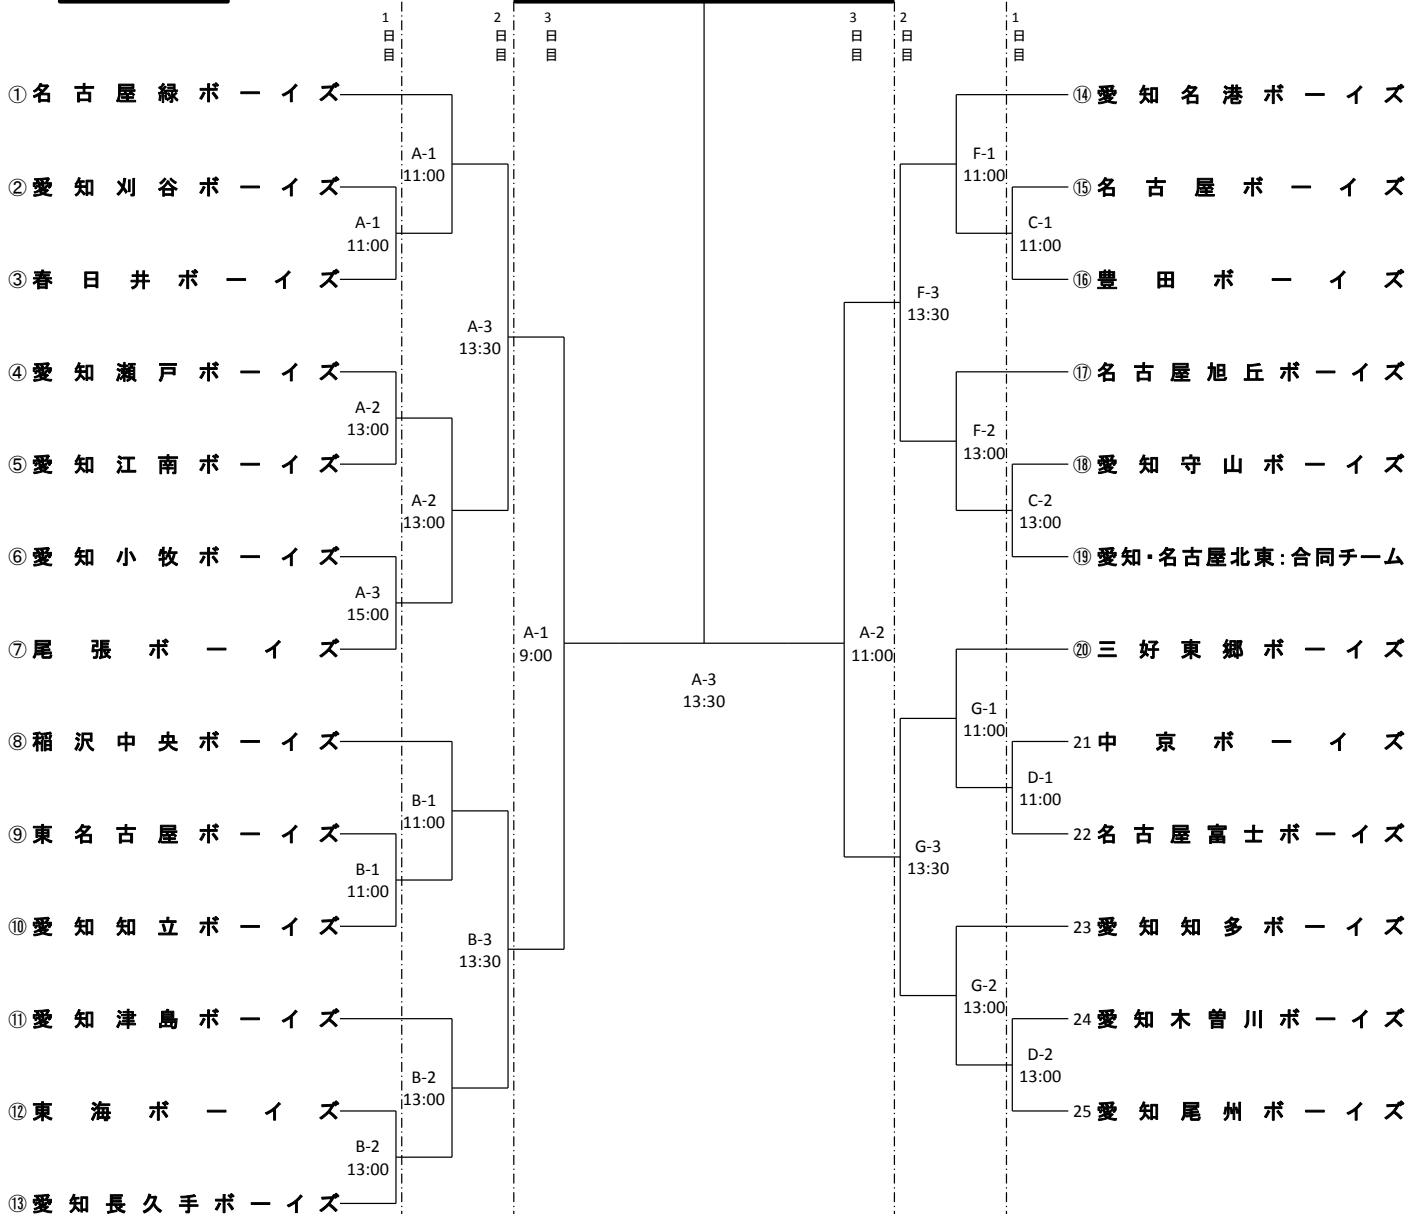 1日目
2日目
3日目
3日目
2日目
1日目
①名古屋緑ボーイズ
②愛知刈谷ボーイズ
③春日井ボーイズ
④愛知瀬戸ボーイズ
⑤愛知江南ボーイズ
⑥愛知小牧ボーイズ
⑦尾張ボーイズ
⑧稲沢中央ボーイズ
⑨東名古屋ボーイズ
⑩愛知知立ボーイズ
⑪愛知津島ボーイズ
⑫東海ボーイズ
⑬愛知長久手ボーイズ
A-1
11:00
A-2
13:00
A-3
15:00
B-1
11:00
B-2
13:00
A-1
11:00
A-2
13:00
B-1
11:00
B-2
13:00
A-3
13:30
B-3
13:30
A-1
9:00
A-3
13:30
A-2
11:00
F-3
13:30
G-3
13:30
F-1
11:00
F-2
13:00
G-1
11:00
G-2
13:00
C-1
11:00
C-2
13:00
D-1
11:00
D-2
13:00
⑭愛知名港ボーイズ
⑮名古屋ボーイズ
⑯豊田ボーイズ
⑰名古屋旭丘ボーイズ
⑱愛知守山ボーイズ
⑲愛知・名古屋北東:合同チーム
⑳三好東郷ボーイズ
21中京ボーイズ
22名古屋富士ボーイズ
23愛知知多ボーイズ
24愛知木曽川ボーイズ
25愛知尾州ボーイズ